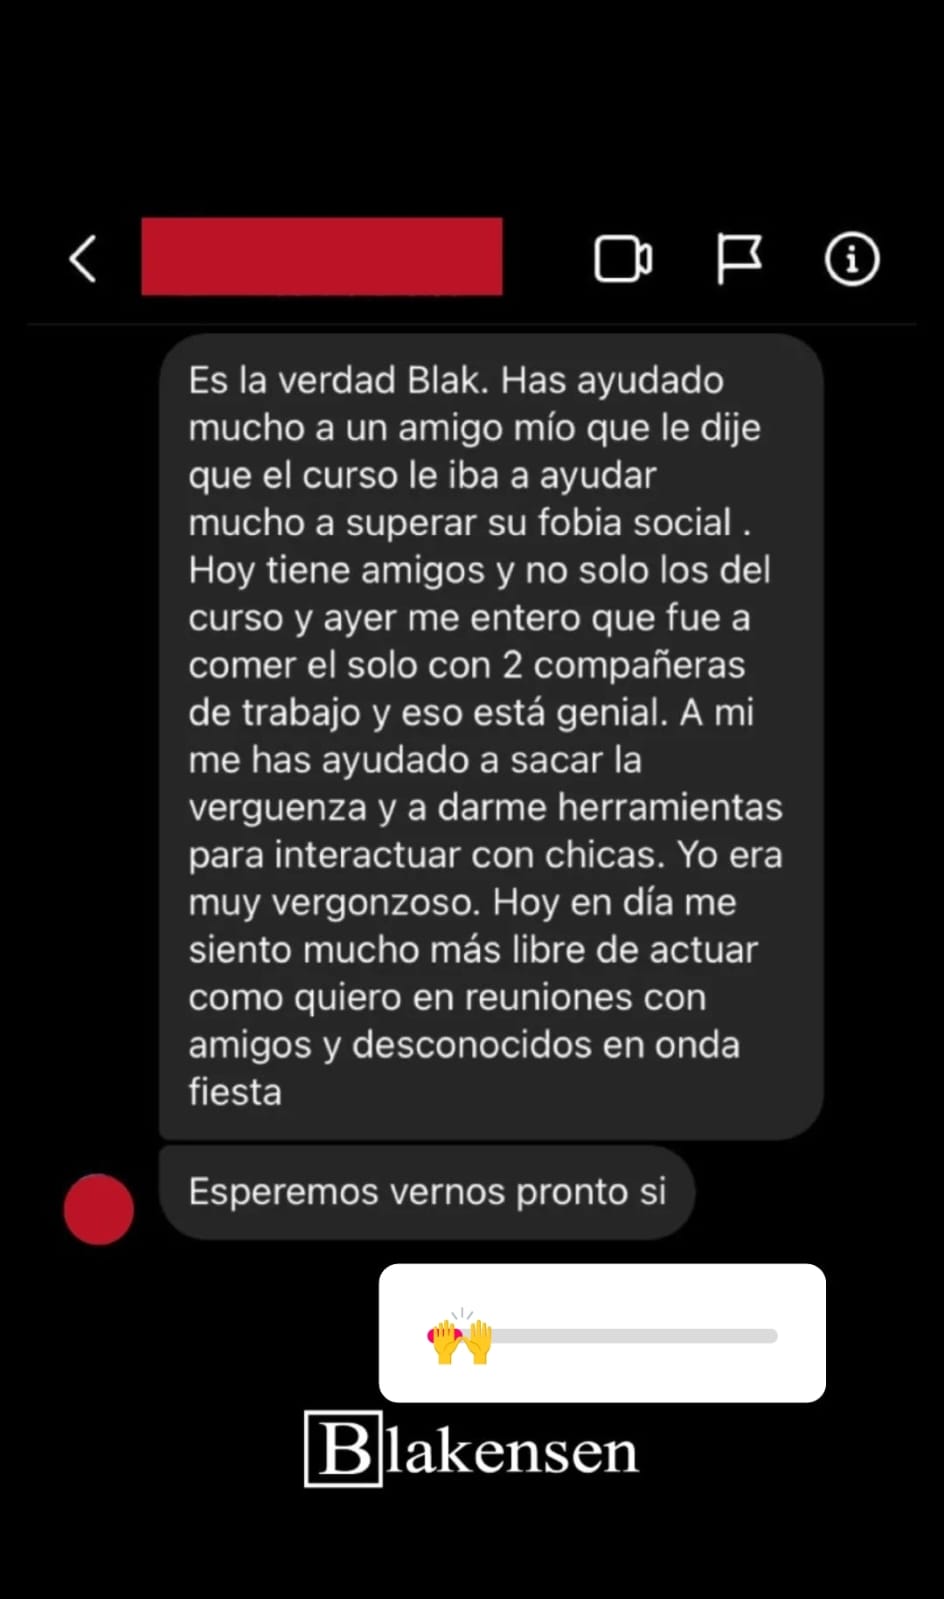 Es la verdad Blak. Has ayudado
mucho a un amigo mío que le dije
que el curso le iba a ayudar
mucho a superar su fobia social .
Hoy tiene amigos y no solo los del
curso y ayer me entero que fue a
comer el solo con 2 compañeras
de trabajo y eso está genial. A mi
me has ayudado a sacar la
verguenza y a darme herramientas
para interactuar con chicas. Yo era
muy vergonzoso. Hoy en día me
siento mucho más libre de actuar
como quiero en reuniones con
amigos y desconocidos en onda
fiesta
Esperemos vernos pronto si
Blakensen